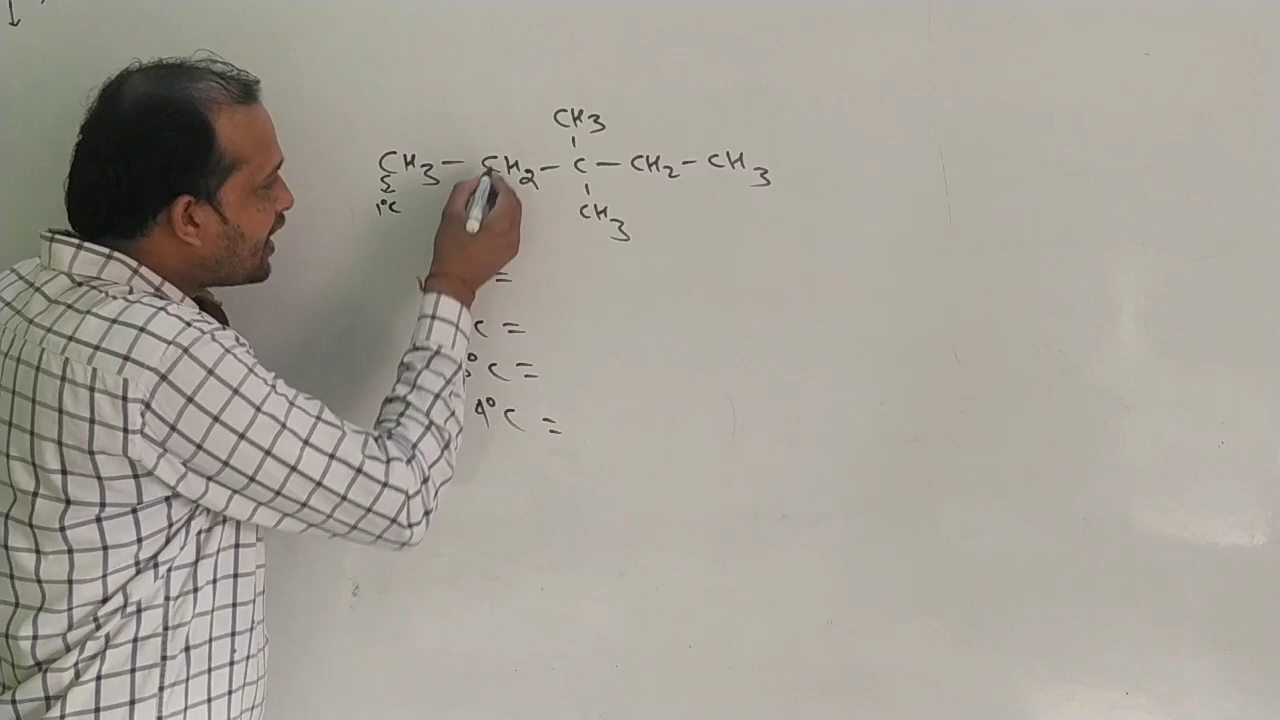 CH3
CH3 - CH2 - C - CH2 - CH3
1°C CH3
=
C =
° C =
4° C =